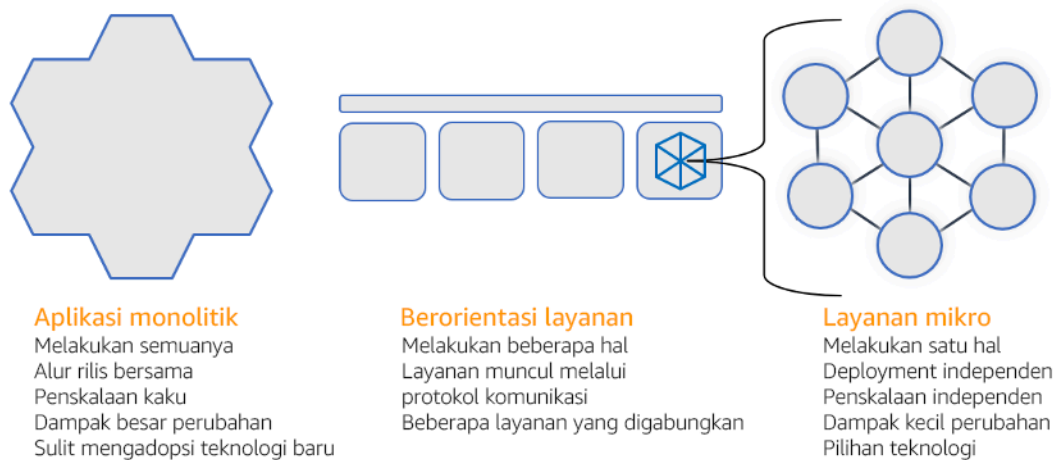 Aplikasi monolitik
Melakukan semuanya
Alur rilis bersama
Penskalaan kaku
Dampak besar perubahan
Sulit mengadopsi teknologi baru
Berorientasi layanan
Melakukan beberapa hal
Layanan muncul melalui
protokol komunikasi
Beberapa layanan yang digabungkan
Layanan mikro
Melakukan satu hal
Deployment independen
Penskalaan independen
Dampak kecil perubahan
Pilihan teknologi